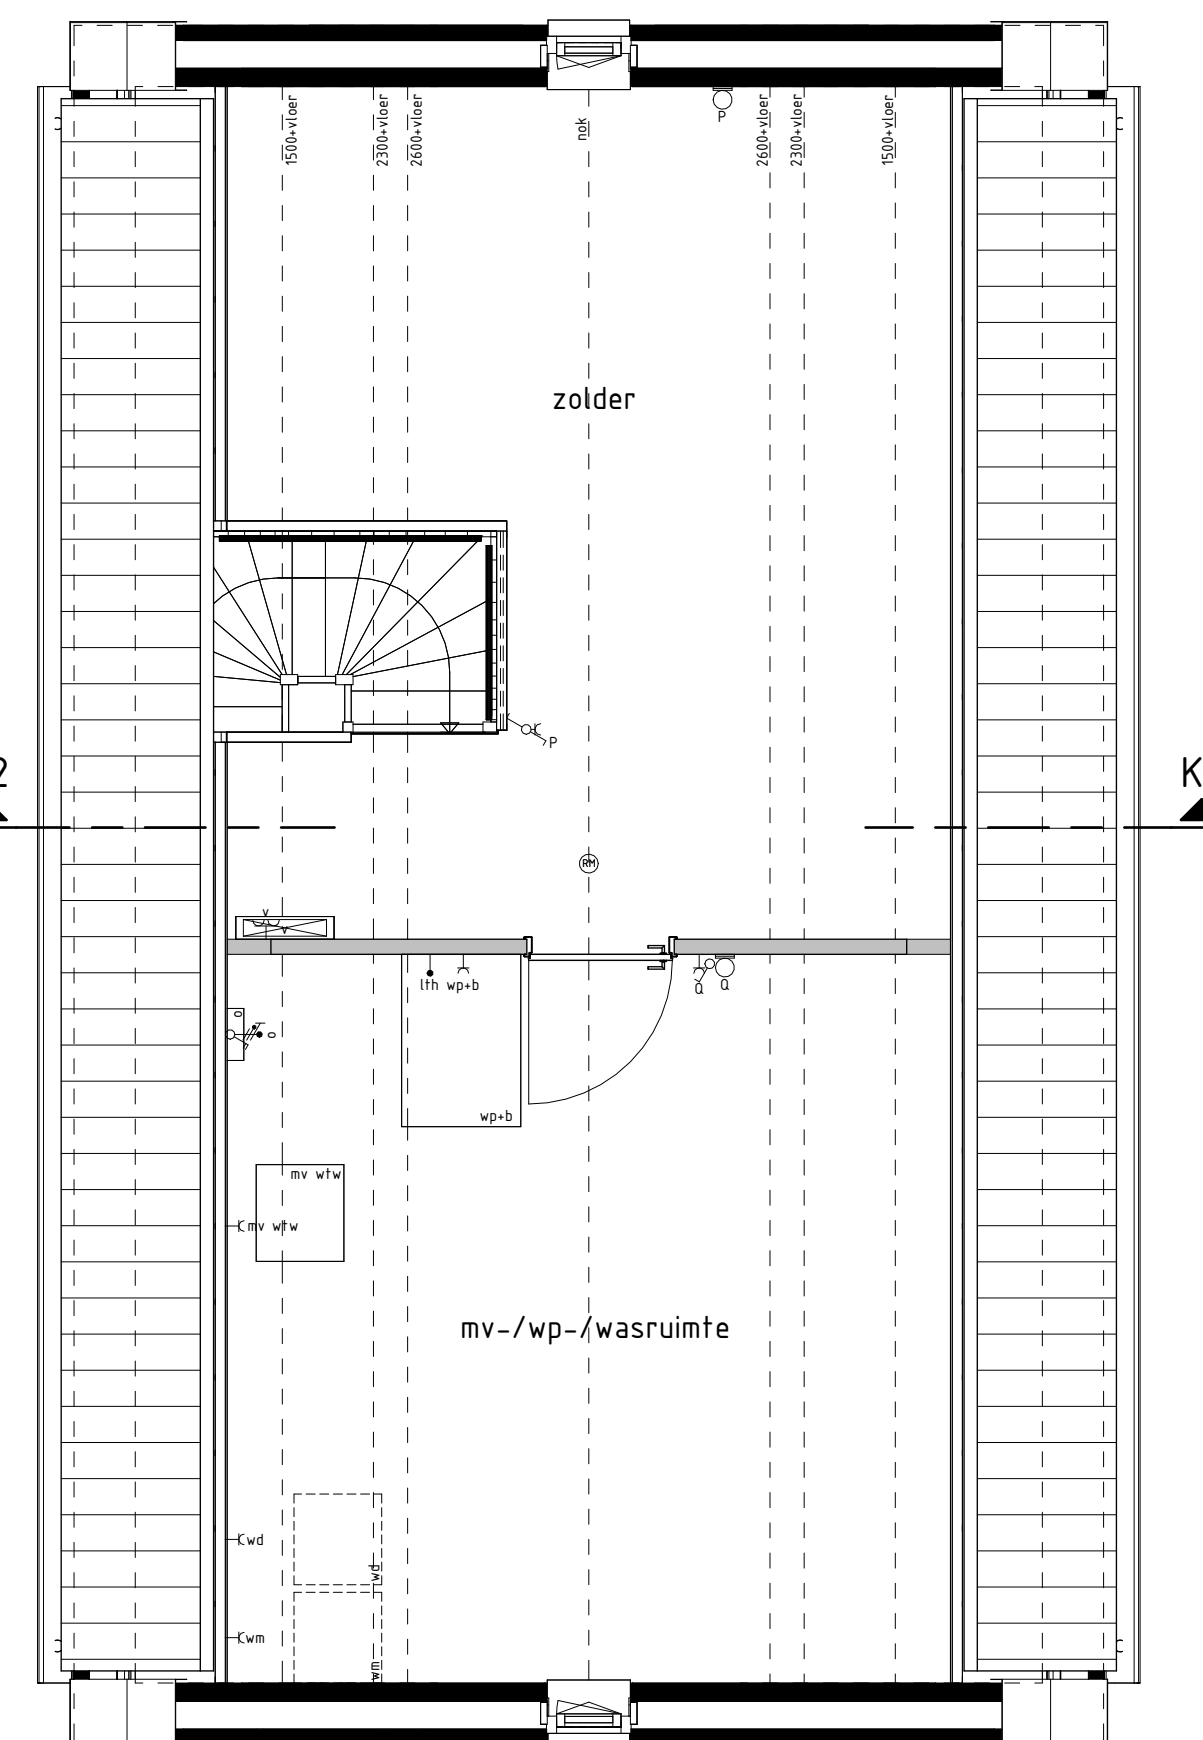 1500+vloer
2300+vloer
2600+vloer
nok
P
2600+vloer
2300+vloer
1500+vloer
zolder
P
2
K
RM
v
v
lth wp+b
Q
Q
o
o
wp+b
mv wtw
mv wtw
mv-/wp-/wasruimte
wd
wd
wm
wm